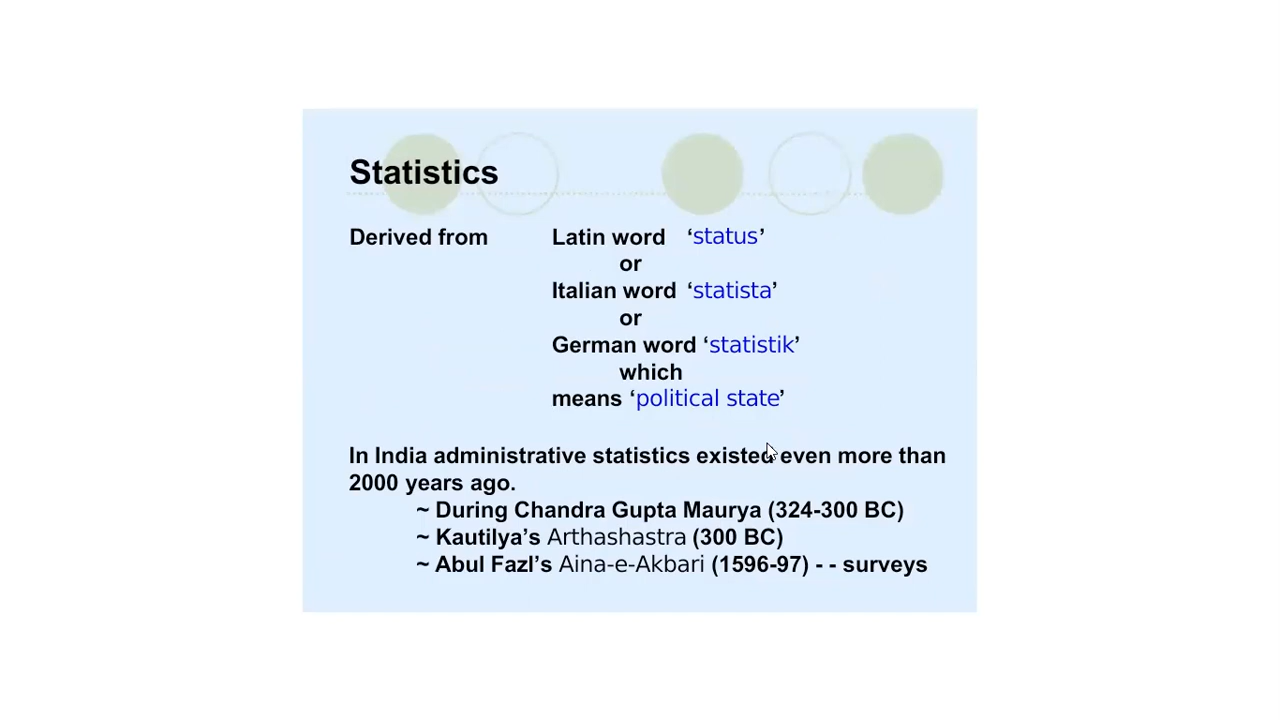 Statistics
Derived from Latin word ‘status’
or
Italian word ‘statista’
or
German word ‘statistik’
which
means ‘political state’
In India administrative statistics existed even more than
2000 years ago.
~ During Chandra Gupta Maurya (324-300 BC)
~ Kautilya’s Arthashastra (300 BC)
~ Abul Fazl’s Aina-e-Akbari (1596-97) - - surveys